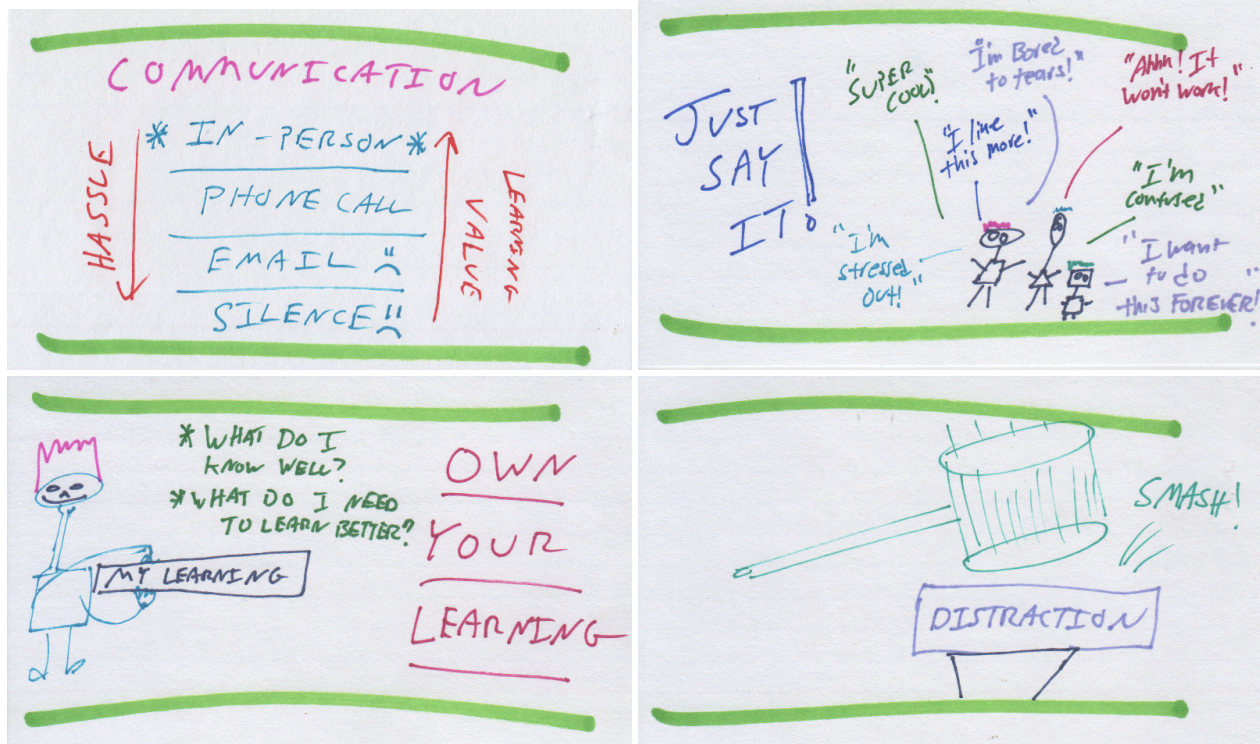 COMMUNICATION
HASSLE
* IN-PERSON *
PHONE CALL
EMAIL
SILENCE
LEARNING
VALUE
JUST
SAY
IT!
"SUPER
COOL!"
"I'm Bored
to tears!"
"Ahhh! It
won't work!"
"I like
this more!"
"I'm
confused"
"I'm
stressed
OUT!"
"I want
to do
this FOREVER!"
* WHAT DO I
KNOW WELL?
* WHAT DO I NEED
TO LEARN BETTER?
MY LEARNING
OWN
YOUR
LEARNING
SMASH!
DISTRACTION